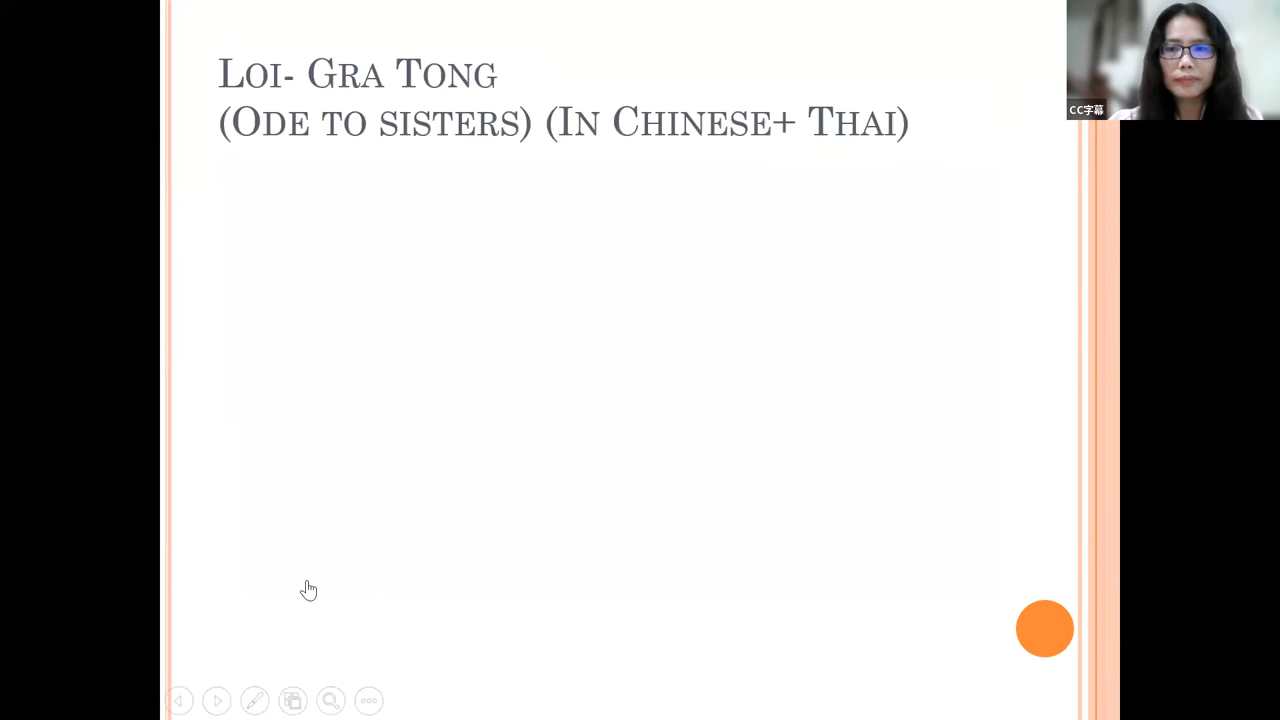 Loi- Gra Tong
(Ode to sisters) (In Chinese+ Thai)
CC字幕